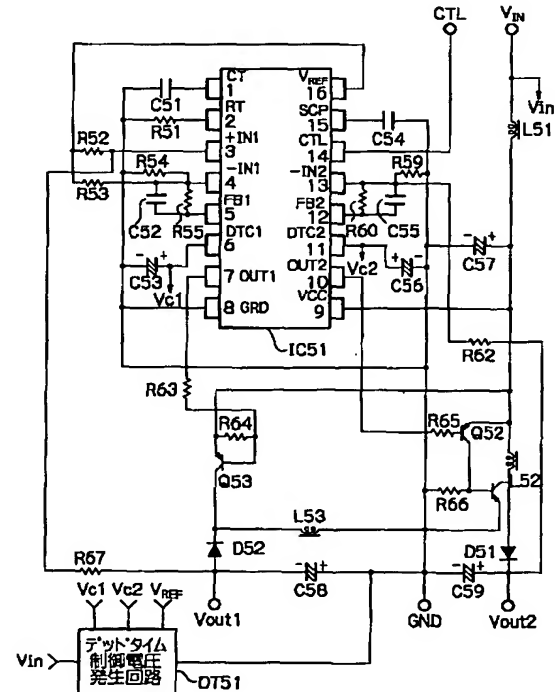 CTL
VIN
Vin
L51
CT
1
VREF
16
C51
RT
2
R51
SCP
15
C54
R52
+IN1
3
CTL
14
R54
-IN1
4
-IN2
13
R59
R53
FB1
5
FB2
12
C52
R55
R60
C55
DTC1
6
DTC2
11
- +
C53
Vc1
Vc2
+ -
C56
- +
C57
7 OUT1
OUT2
10
8 GRD
VCC
9
IC51
R62
R63
R64
Q53
R65
Q52
R66
L52
L53
D52
D51
R67
+
C58
- +
C59
Vout1
GND
Vout2
Vc1 Vc2 VREF
Vin
デッドタイム
制御電圧
発生回路
DT51